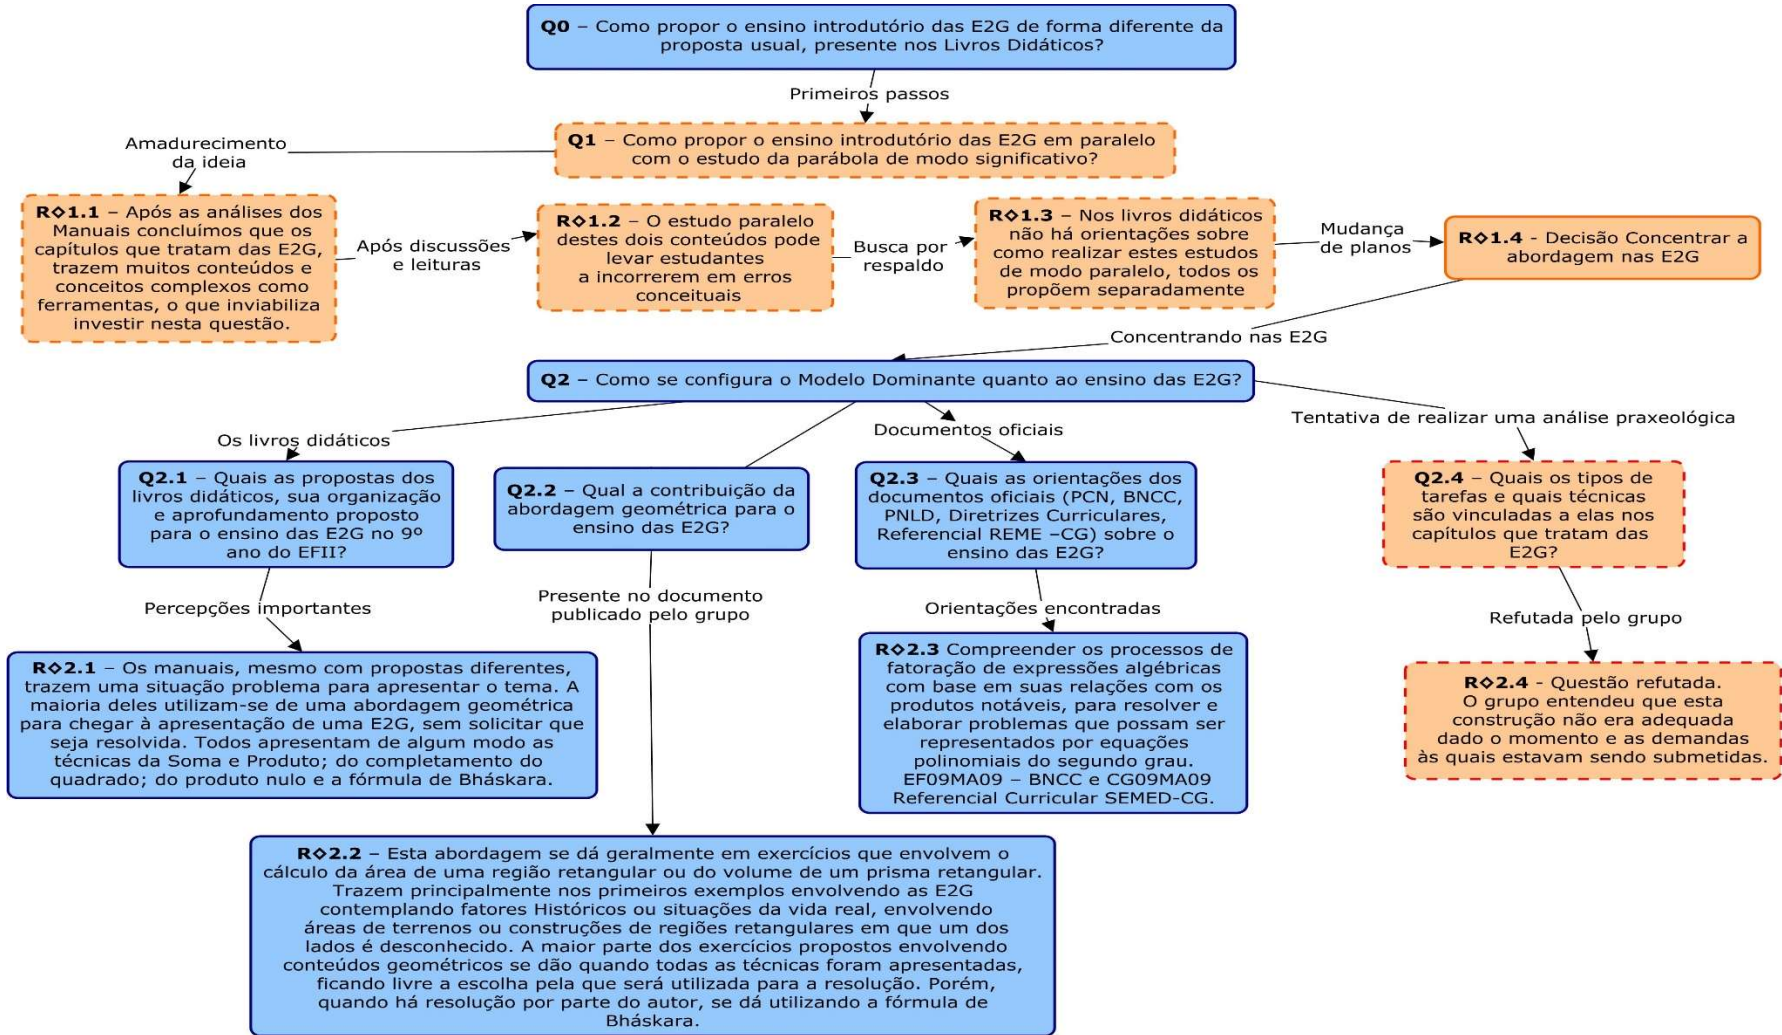 Q0 – Como propor o ensino introdutório das E2G de forma diferente da
proposta usual, presente nos Livros Didáticos?
Primeiros passos
Q1 – Como propor o ensino introdutório das E2G em paralelo
com o estudo da parábola de modo significativo?
Amadurecimento
da ideia
R◇1.1 – Após as análises dos
Manuais concluímos que os
capítulos que tratam das E2G,
trazem muitos conteúdos e
conceitos complexos como
ferramentas, o que inviabiliza
investir nesta questão.
Após discussões
e leituras
R◇1.2 – O estudo paralelo
destes dois conteúdos pode
levar estudantes
a incorrerem em erros
conceituais
Busca por
respaldo
R◇1.3 – Nos livros didáticos
não há orientações sobre
como realizar estes estudos
de modo paralelo, todos os
propõem separadamente
Mudança
de planos
R◇1.4 - Decisão Concentrar a
abordagem nas E2G
Concentrando nas E2G
Q2 – Como se configura o Modelo Dominante quanto ao ensino das E2G?
Os livros didáticos
Documentos oficiais
Tentativa de realizar uma análise praxeológica
Q2.1 – Quais as propostas dos
livros didáticos, sua organização
e aprofundamento proposto
para o ensino das E2G no 9º
ano do EFII?
Q2.2 – Qual a contribuição da
abordagem geométrica para o
ensino das E2G?
Q2.3 – Quais as orientações dos
documentos oficiais (PCN, BNCC,
PNLD, Diretrizes Curriculares,
Referencial REME –CG) sobre o
ensino das E2G?
Q2.4 – Quais os tipos de
tarefas e quais técnicas
são vinculadas a elas nos
capítulos que tratam das
E2G?
Percepções importantes
Presente no documento
publicado pelo grupo
Orientações encontradas
Refutada pelo grupo
R◇2.1 – Os manuais, mesmo com propostas diferentes,
trazem uma situação problema para apresentar o tema. A
maioria deles utilizam-se de uma abordagem geométrica
para chegar à apresentação de uma E2G, sem solicitar que
seja resolvida. Todos apresentam de algum modo as
técnicas da Soma e Produto; do completamento do
quadrado; do produto nulo e a fórmula de Bháskara.
R◇2.3 Compreender os processos de
fatoração de expressões algébricas
com base em suas relações com os
produtos notáveis, para resolver e
elaborar problemas que possam ser
representados por equações
polinomiais do segundo grau.
EF09MA09 – BNCC e CG09MA09
Referencial Curricular SEMED-CG.
R◇2.4 - Questão refutada.
O grupo entendeu que esta
construção não era adequada
dado o momento e as demandas
às quais estavam sendo submetidas.
R◇2.2 – Esta abordagem se dá geralmente em exercícios que envolvem o
cálculo da área de uma região retangular ou do volume de um prisma retangular.
Trazem principalmente nos primeiros exemplos envolvendo as E2G
contemplando fatores Históricos ou situações da vida real, envolvendo
áreas de terrenos ou construções de regiões retangulares em que um dos
lados é desconhecido. A maior parte dos exercícios propostos envolvendo
conteúdos geométricos se dão quando todas as técnicas foram apresentadas,
ficando livre a escolha pela que será utilizada para a resolução. Porém,
quando há resolução por parte do autor, se dá utilizando a fórmula de
Bháskara.